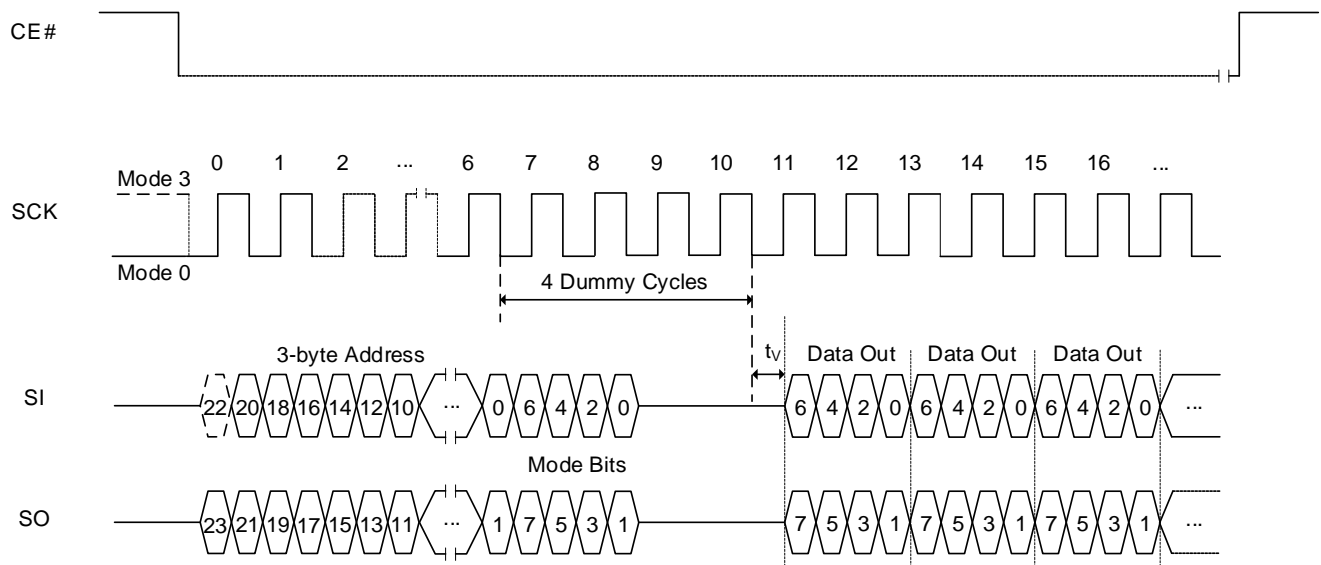 CE#
0 1 2 ... 6 7 8 9 10 11 12 13 14 15 16 ...
Mode 3
SCK
Mode 0
4 Dummy Cycles
3-byte Address
tV
Data Out Data Out Data Out
SI
22 20 18 16 14 12 10 ... 0 6 4 2 0 6 4 2 0 6 4 2 0 6 4 2 0 ...
Mode Bits
SO
23 21 19 17 15 13 11 ... 1 7 5 3 1 7 5 3 1 7 5 3 1 7 5 3 1 ...